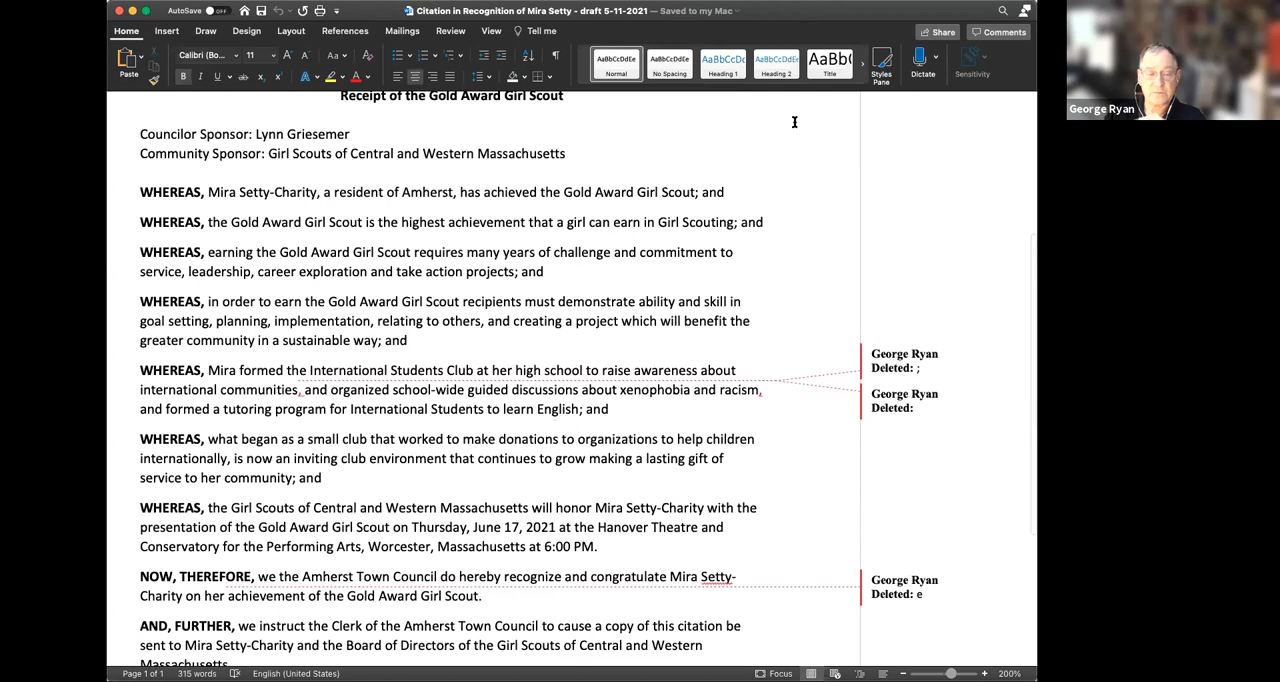 AutoSave OFF
Citation in Recognition of Mira Setty - draft 5-11-2021 — Saved to my Mac
Home Insert Draw Design Layout References Mailings Review View Tell me
Share Comments
Paste
Calibri (Bo... 11
AaBbCcDdEe Normal
AaBbCcDdEe No Spacing
AaBbCcDc Heading 1
AaBbCcDdEe Heading 2
AaBb( Title
Styles Pane
Dictate
Sensitivity
Receipt of the Gold Award Girl Scout
Councilor Sponsor: Lynn Griesemer
Community Sponsor: Girl Scouts of Central and Western Massachusetts
WHEREAS, Mira Setty-Charity, a resident of Amherst, has achieved the Gold Award Girl Scout; and
WHEREAS, the Gold Award Girl Scout is the highest achievement that a girl can earn in Girl Scouting; and
WHEREAS, earning the Gold Award Girl Scout requires many years of challenge and commitment to
service, leadership, career exploration and take action projects; and
WHEREAS, in order to earn the Gold Award Girl Scout recipients must demonstrate ability and skill in
goal setting, planning, implementation, relating to others, and creating a project which will benefit the
greater community in a sustainable way; and
WHEREAS, Mira formed the International Students Club at her high school to raise awareness about
international communities, and organized school-wide guided discussions about xenophobia and racism,
and formed a tutoring program for International Students to learn English; and
WHEREAS, what began as a small club that worked to make donations to organizations to help children
internationally, is now an inviting club environment that continues to grow making a lasting gift of
service to her community; and
WHEREAS, the Girl Scouts of Central and Western Massachusetts will honor Mira Setty-Charity with the
presentation of the Gold Award Girl Scout on Thursday, June 17, 2021 at the Hanover Theatre and
Conservatory for the Performing Arts, Worcester, Massachusetts at 6:00 PM.
NOW, THEREFORE, we the Amherst Town Council do hereby recognize and congratulate Mira Setty-
Charity on her achievement of the Gold Award Girl Scout.
AND, FURTHER, we instruct the Clerk of the Amherst Town Council to cause a copy of this citation be
sent to Mira Setty-Charity and the Board of Directors of the Girl Scouts of Central and Western
Massachusetts
George Ryan
Deleted: ;
George Ryan
Deleted:
George Ryan
Deleted: e
Page 1 of 1 315 words English (United States) Focus 200%
George Ryan